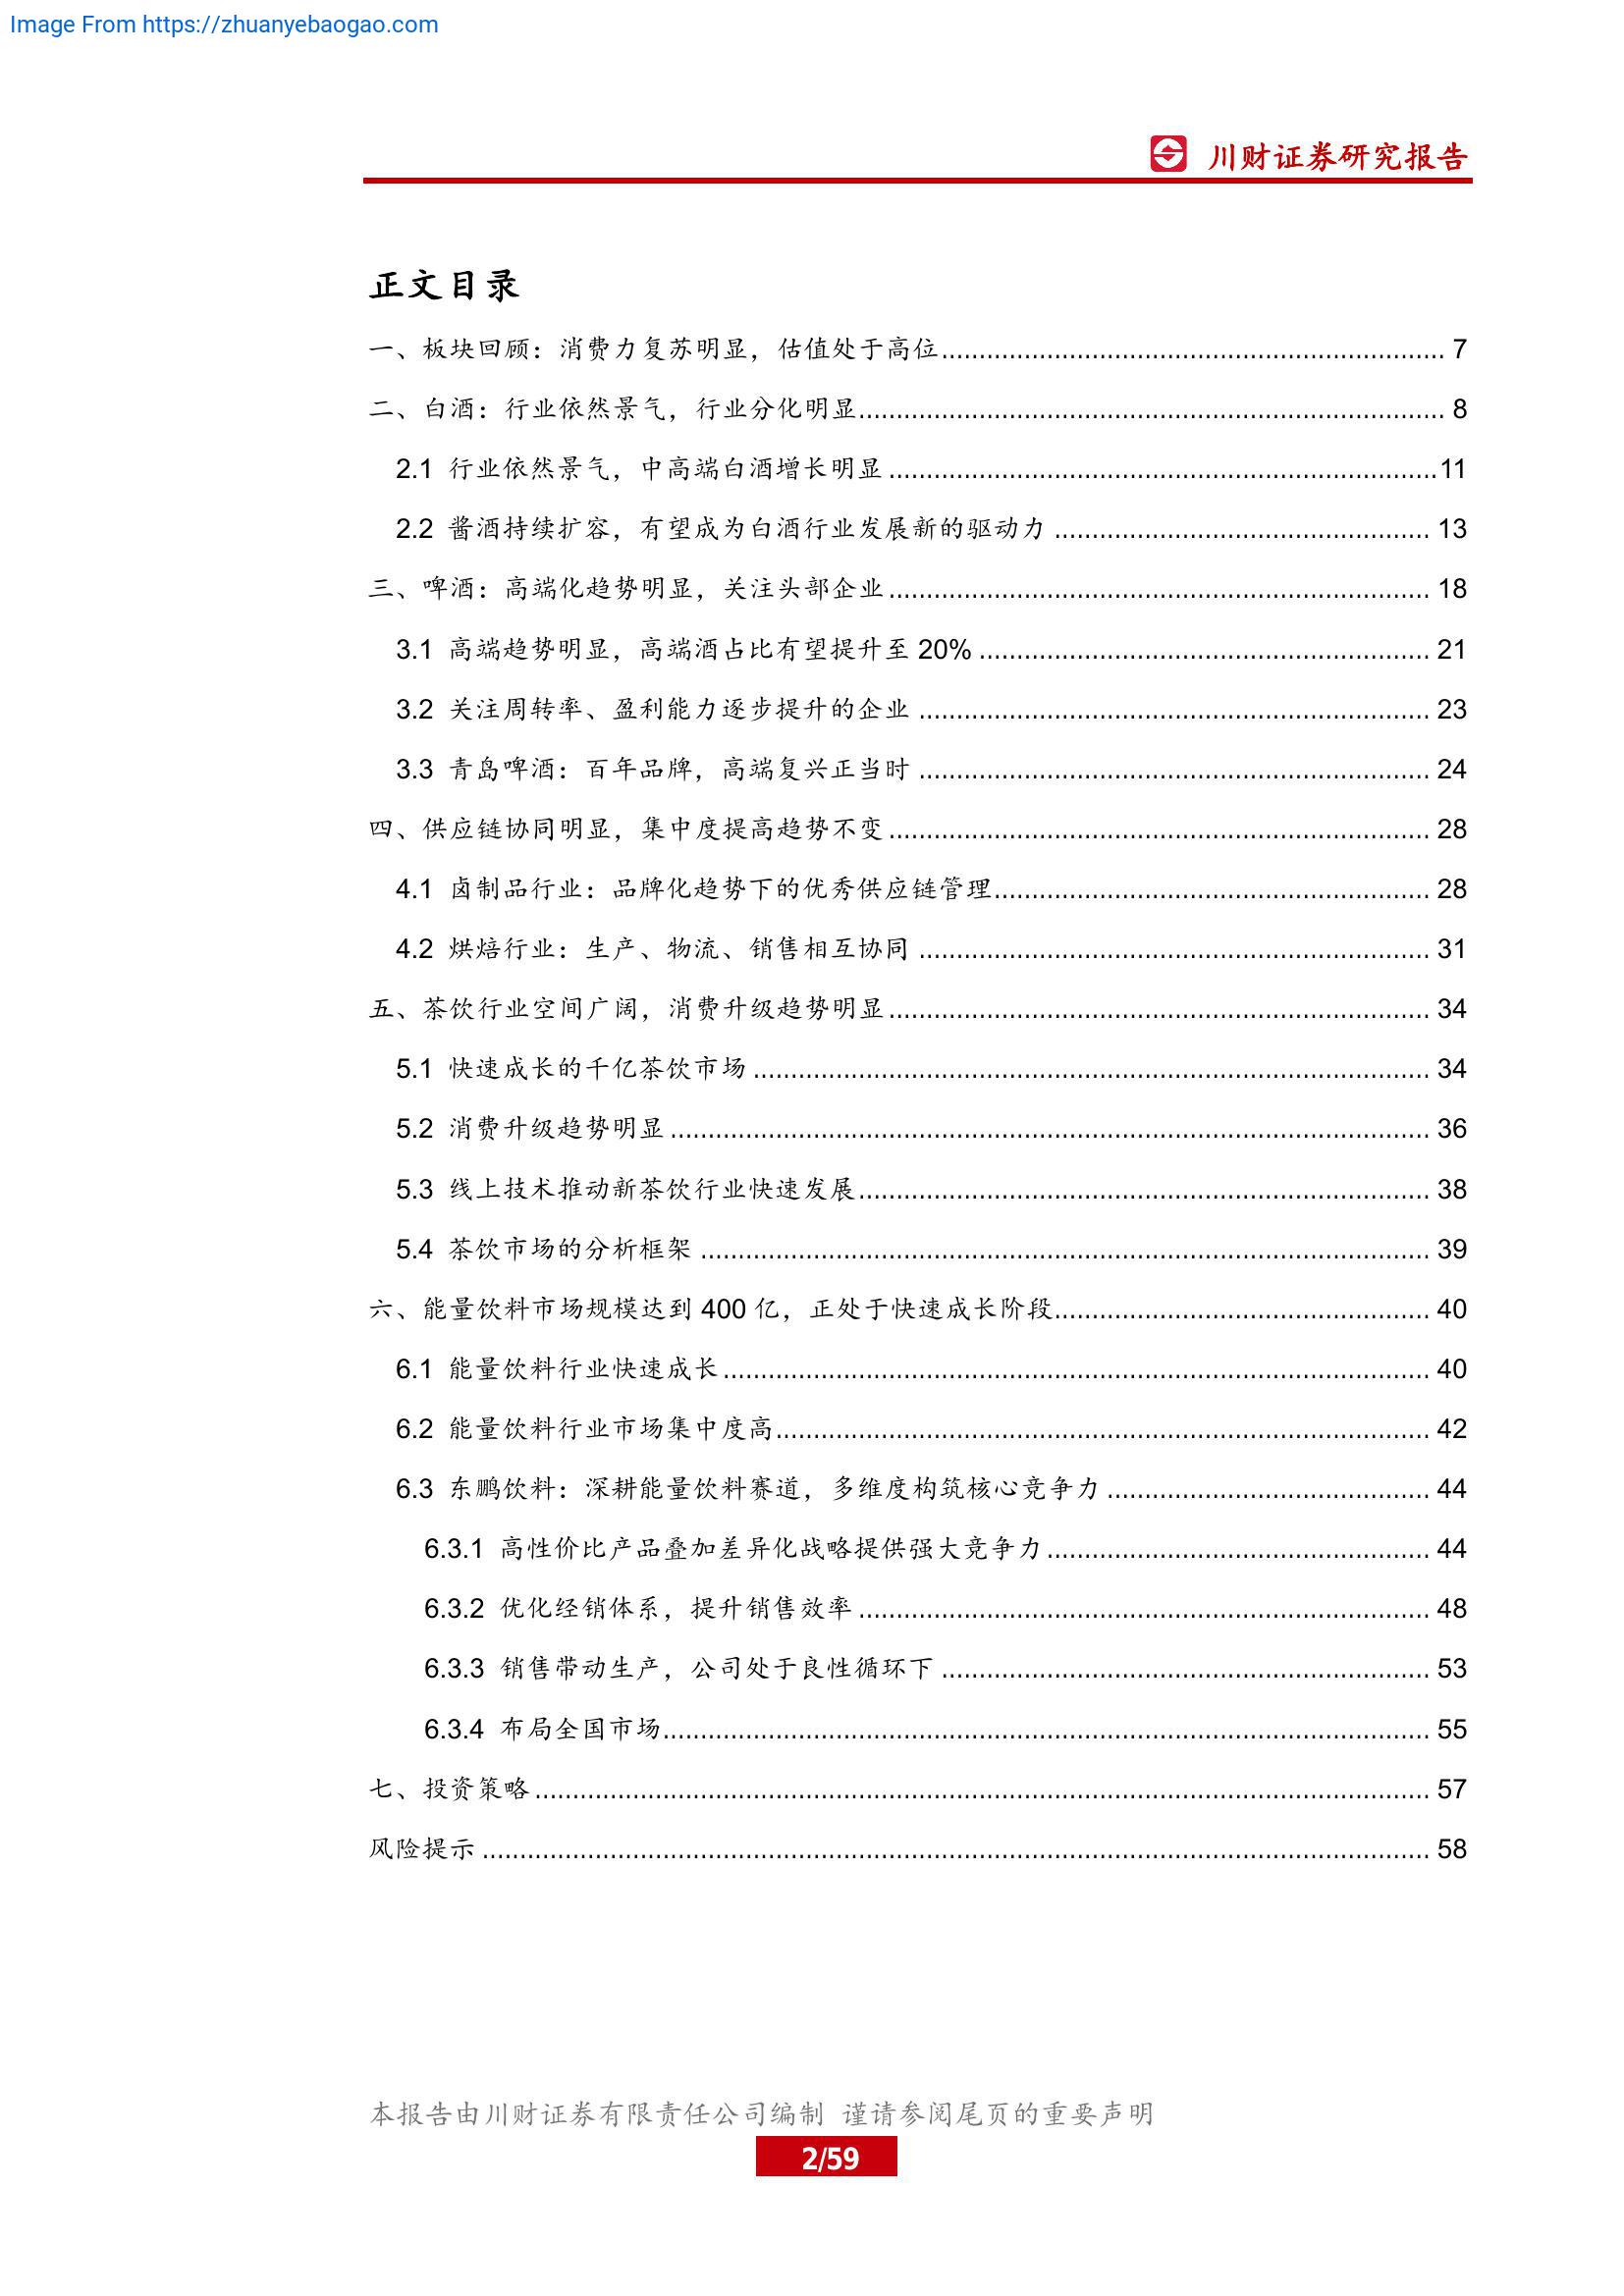 Image From https://zhuanyebaogao.com
川财证券研究报告
正文目录
一、板块回顾：消费力复苏明显，估值处于高位 7
二、白酒：行业依然景气，行业分化明显 8
2.1 行业依然景气，中高端白酒增长明显 11
2.2 酱酒持续扩容，有望成为白酒行业发展新的驱动力 13
三、啤酒：高端化趋势明显，关注头部企业 18
3.1 高端趋势明显，高端酒占比有望提升至 20% 21
3.2 关注周转率、盈利能力逐步提升的企业 23
3.3 青岛啤酒：百年品牌，高端复兴正当时 24
四、供应链协同明显，集中度提高趋势不变 28
4.1 卤制品行业：品牌化趋势下的优秀供应链管理 28
4.2 烘焙行业：生产、物流、销售相互协同 31
五、茶饮行业空间广阔，消费升级趋势明显 34
5.1 快速成长的千亿茶饮市场 34
5.2 消费升级趋势明显 36
5.3 线上技术推动新茶饮行业快速发展 38
5.4 茶饮市场的分析框架 39
六、能量饮料市场规模达到 400 亿，正处于快速成长阶段 40
6.1 能量饮料行业快速成长 40
6.2 能量饮料行业市场集中度高 42
6.3 东鹏饮料：深耕能量饮料赛道，多维度构筑核心竞争力 44
6.3.1 高性价比产品叠加差异化战略提供强大竞争力 44
6.3.2 优化经销体系，提升销售效率 48
6.3.3 销售带动生产，公司处于良性循环下 53
6.3.4 布局全国市场 55
七、投资策略 57
风险提示 58
本报告由川财证券有限责任公司编制 谨请参阅尾页的重要声明
2/59